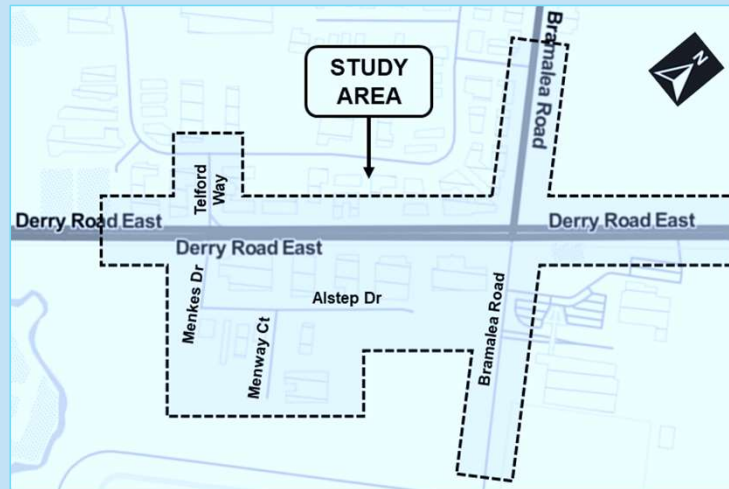 Bramalea Road
N
STUDY
AREA
Telford
Way
Derry Road East
Derry Road East
Derry Road East
Menkes Dr
Alstep Dr
Menway Ct
Bramalea Road